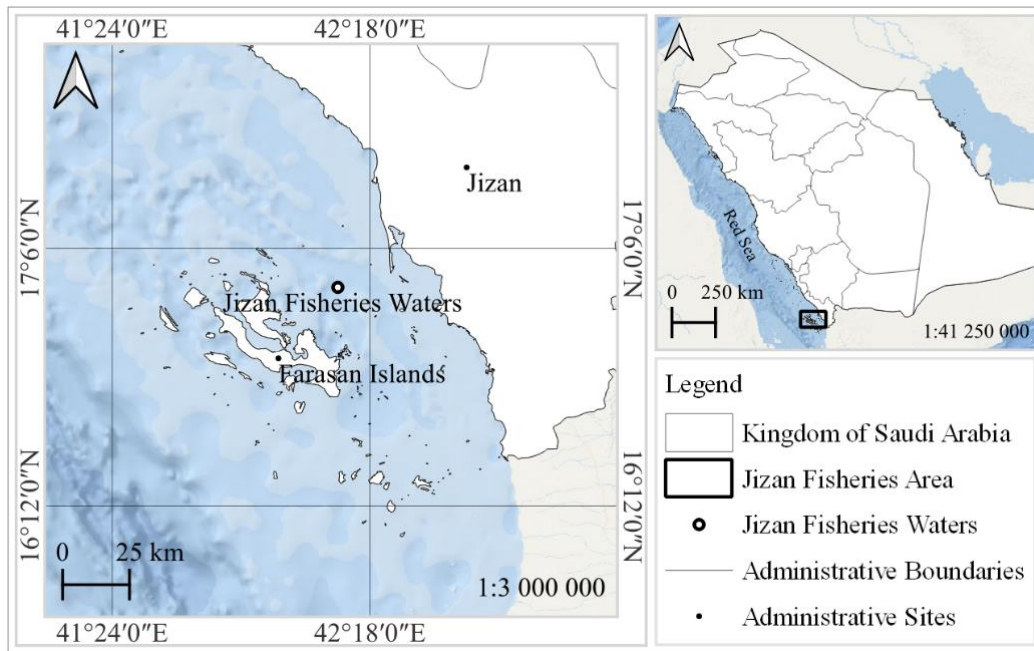 41°24′0″E 42°18′0″E
17°6′0″N
16°12′0″N
Jizan
Jizan Fisheries Waters
Farasan Islands
0 25 km
1:3 000 000
17°6′0″N
16°12′0″N
41°24′0″E 42°18′0″E
Red Sea
0 250 km
1:41 250 000
Legend
Kingdom of Saudi Arabia
Jizan Fisheries Area
Jizan Fisheries Waters
Administrative Boundaries
Administrative Sites